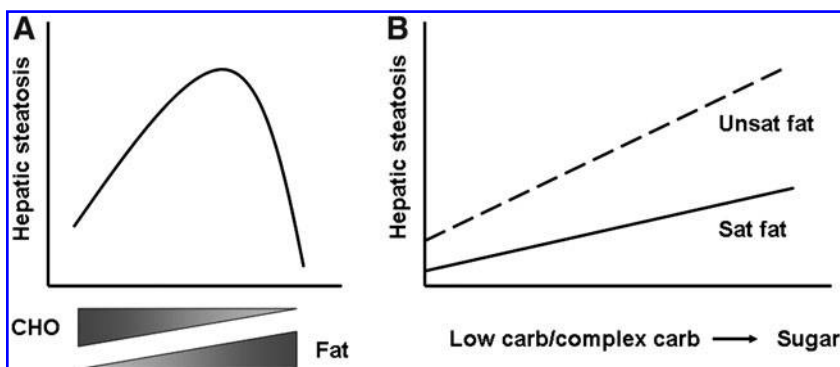 A
Hepatic steatosis
CHO
Fat
B
Hepatic steatosis
Unsat fat
Sat fat
Low carb/complex carb → Sugar